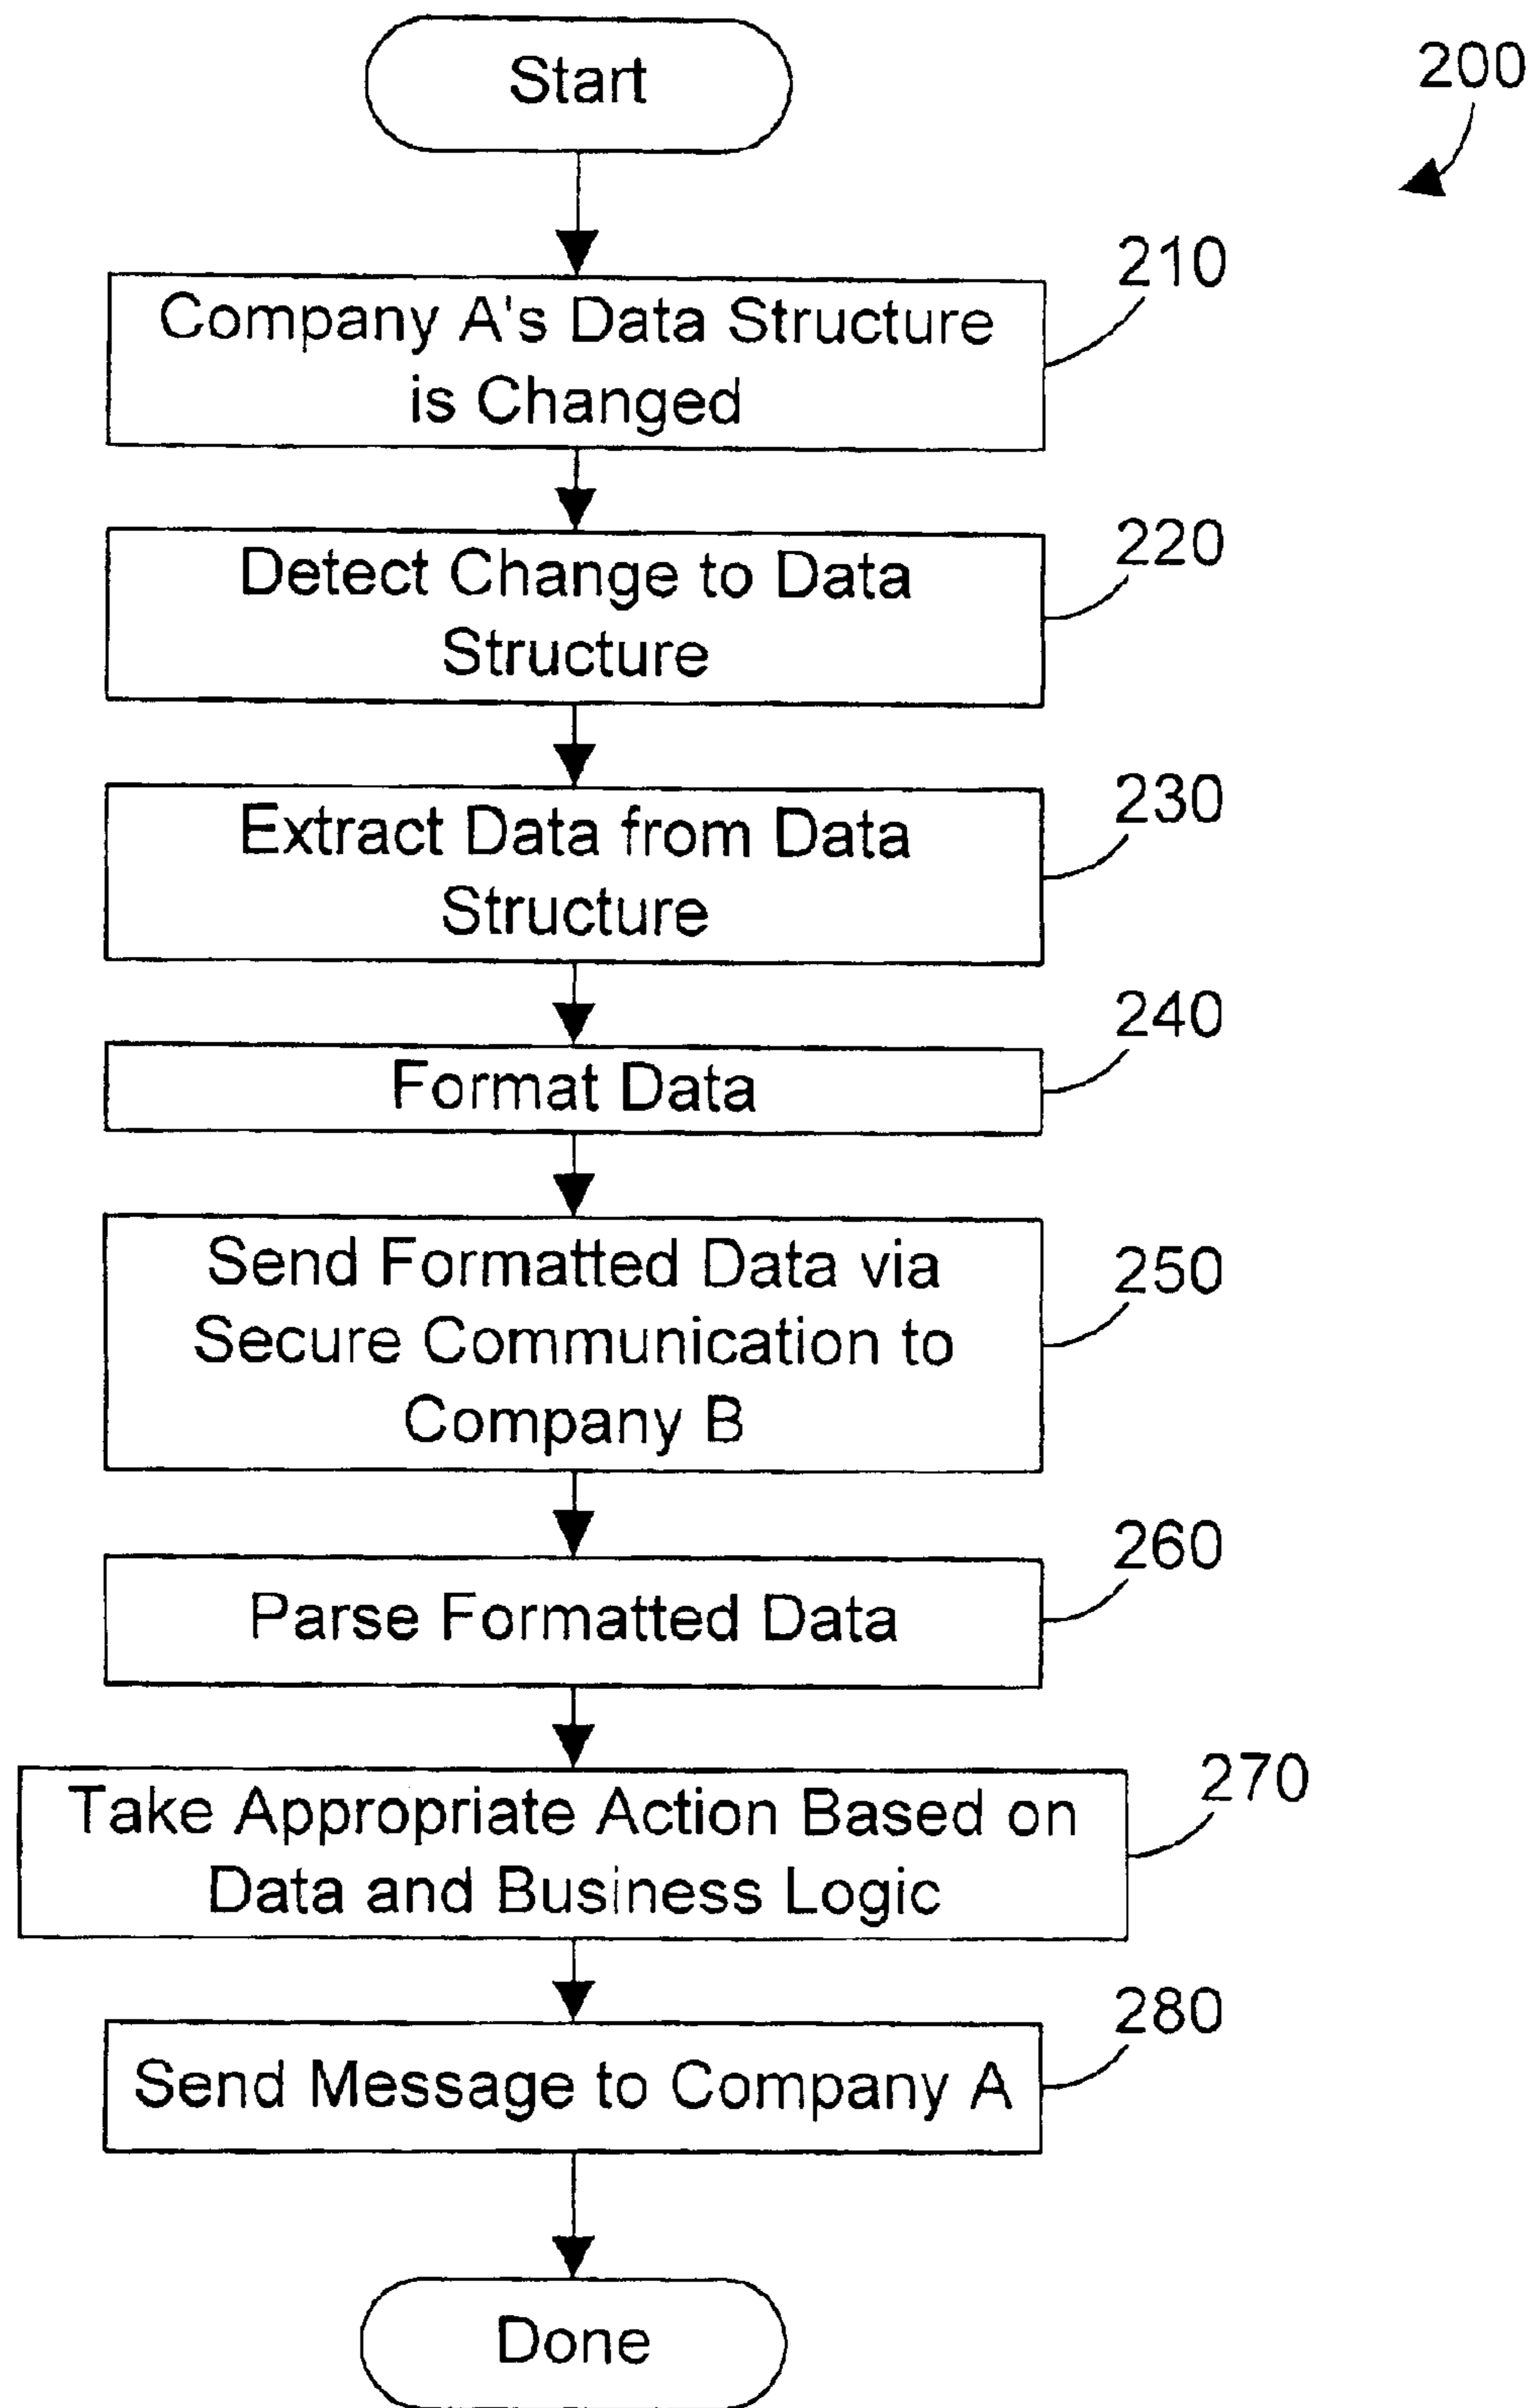 Start
200
Company A's Data Structure
is Changed
210
Detect Change to Data
Structure
220
Extract Data from Data
Structure
230
Format Data
240
Send Formatted Data via
Secure Communication to
Company B
250
Parse Formatted Data
260
Take Appropriate Action Based on
Data and Business Logic
270
Send Message to Company A
280
Done